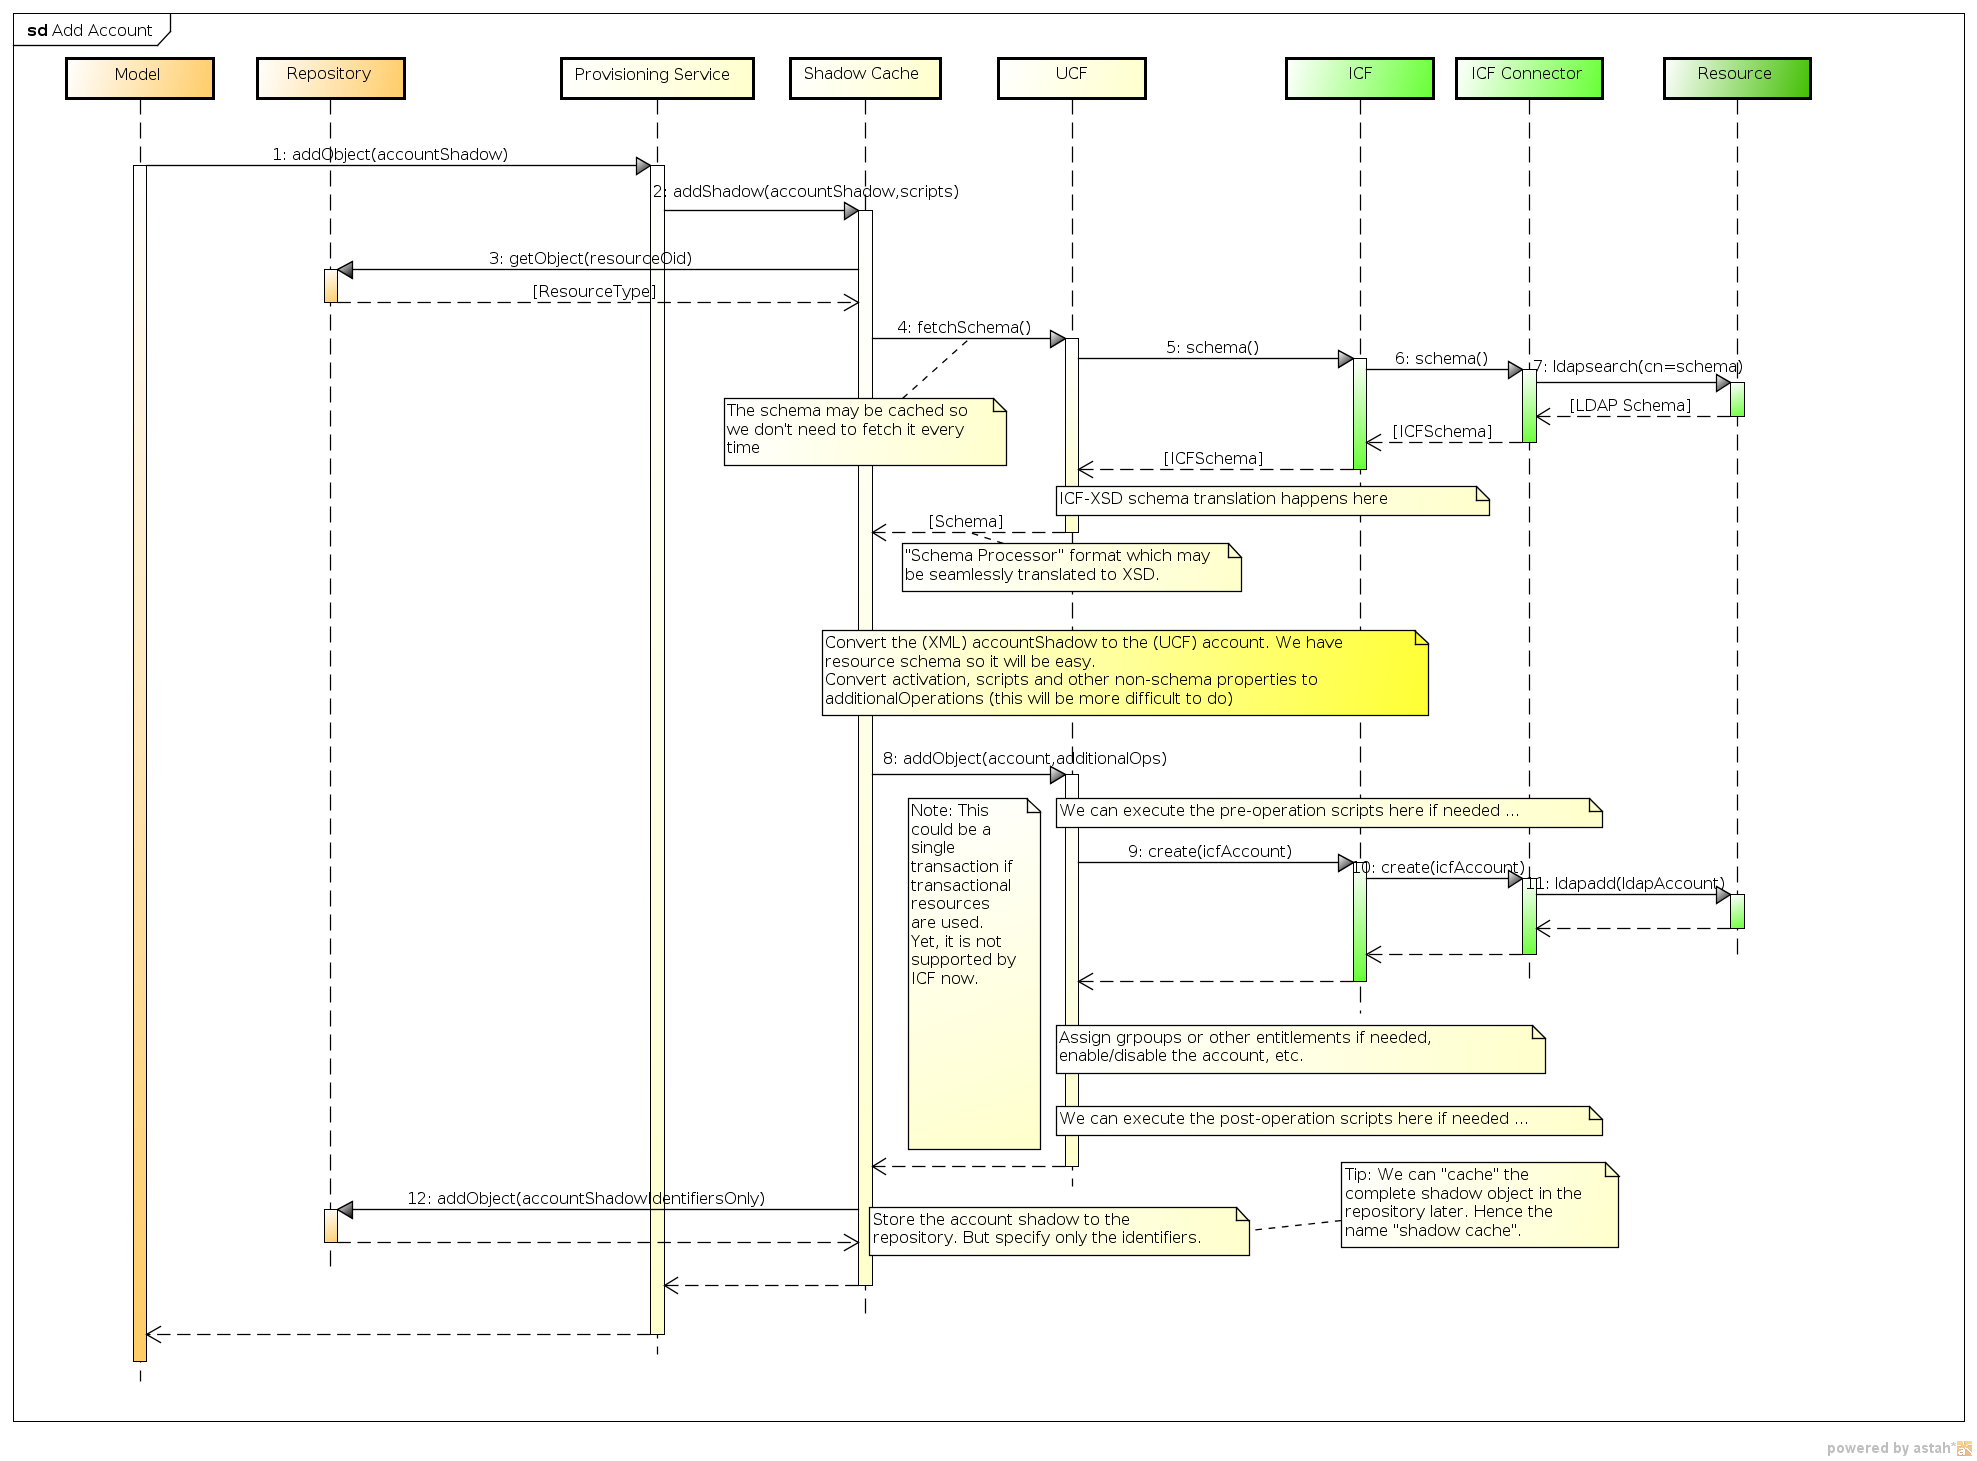 sd Add Account
Model
Repository
Provisioning Service
Shadow Cache
UCF
ICF
ICF Connector
Resource
1: addObject(accountShadow)
2: addShadow(accountShadow,scripts)
3: getObject(resourceOid)
[ResourceType]
4: fetchSchema()
5: schema()
6: schema()
7: ldapsearch(cn=schema)
[LDAP Schema]
[ICFSchema]
[ICFSchema]
The schema may be cached so
we don't need to fetch it every
time
ICF-XSD schema translation happens here
[Schema]
"Schema Processor" format which may
be seamlessly translated to XSD.
Convert the (XML) accountShadow to the (UCF) account. We have
resource schema so it will be easy.
Convert activation, scripts and other non-schema properties to
additionalOperations (this will be more difficult to do)
8: addObject(account,additionalOps)
Note: This
could be a
single
transaction if
transactional
resources
are used.
Yet, it is not
supported by
ICF now.
We can execute the pre-operation scripts here if needed ...
9: create(icfAccount)
10: create(icfAccount)
11: ldapadd(ldapAccount)
Assign grpoups or other entitlements if needed,
enable/disable the account, etc.
We can execute the post-operation scripts here if needed ...
12: addObject(accountShadowIdentifiersOnly)
Store the account shadow to the
repository. But specify only the identifiers.
Tip: We can "cache" the
complete shadow object in the
repository later. Hence the
name "shadow cache".
powered by astah*